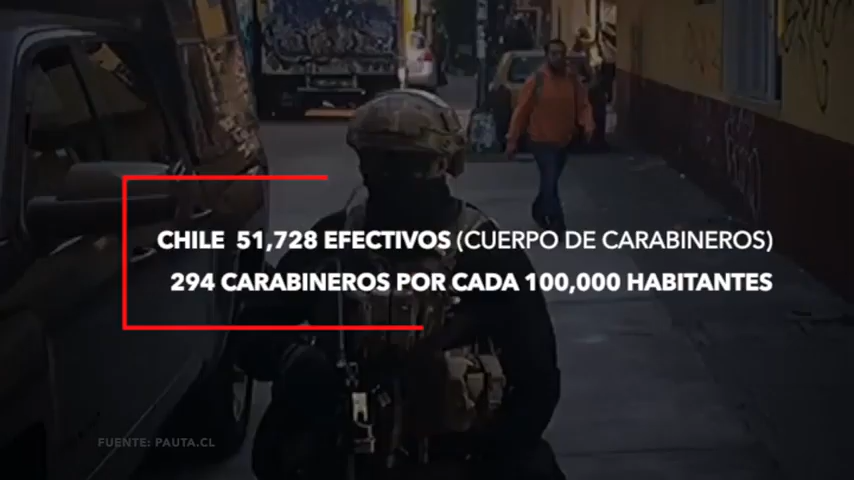 CHILE 51,728 EFECTIVOS (CUERPO DE CARABINEROS)
294 CARABINEROS POR CADA 100,000 HABITANTES
FUENTE: PAUTA.CL